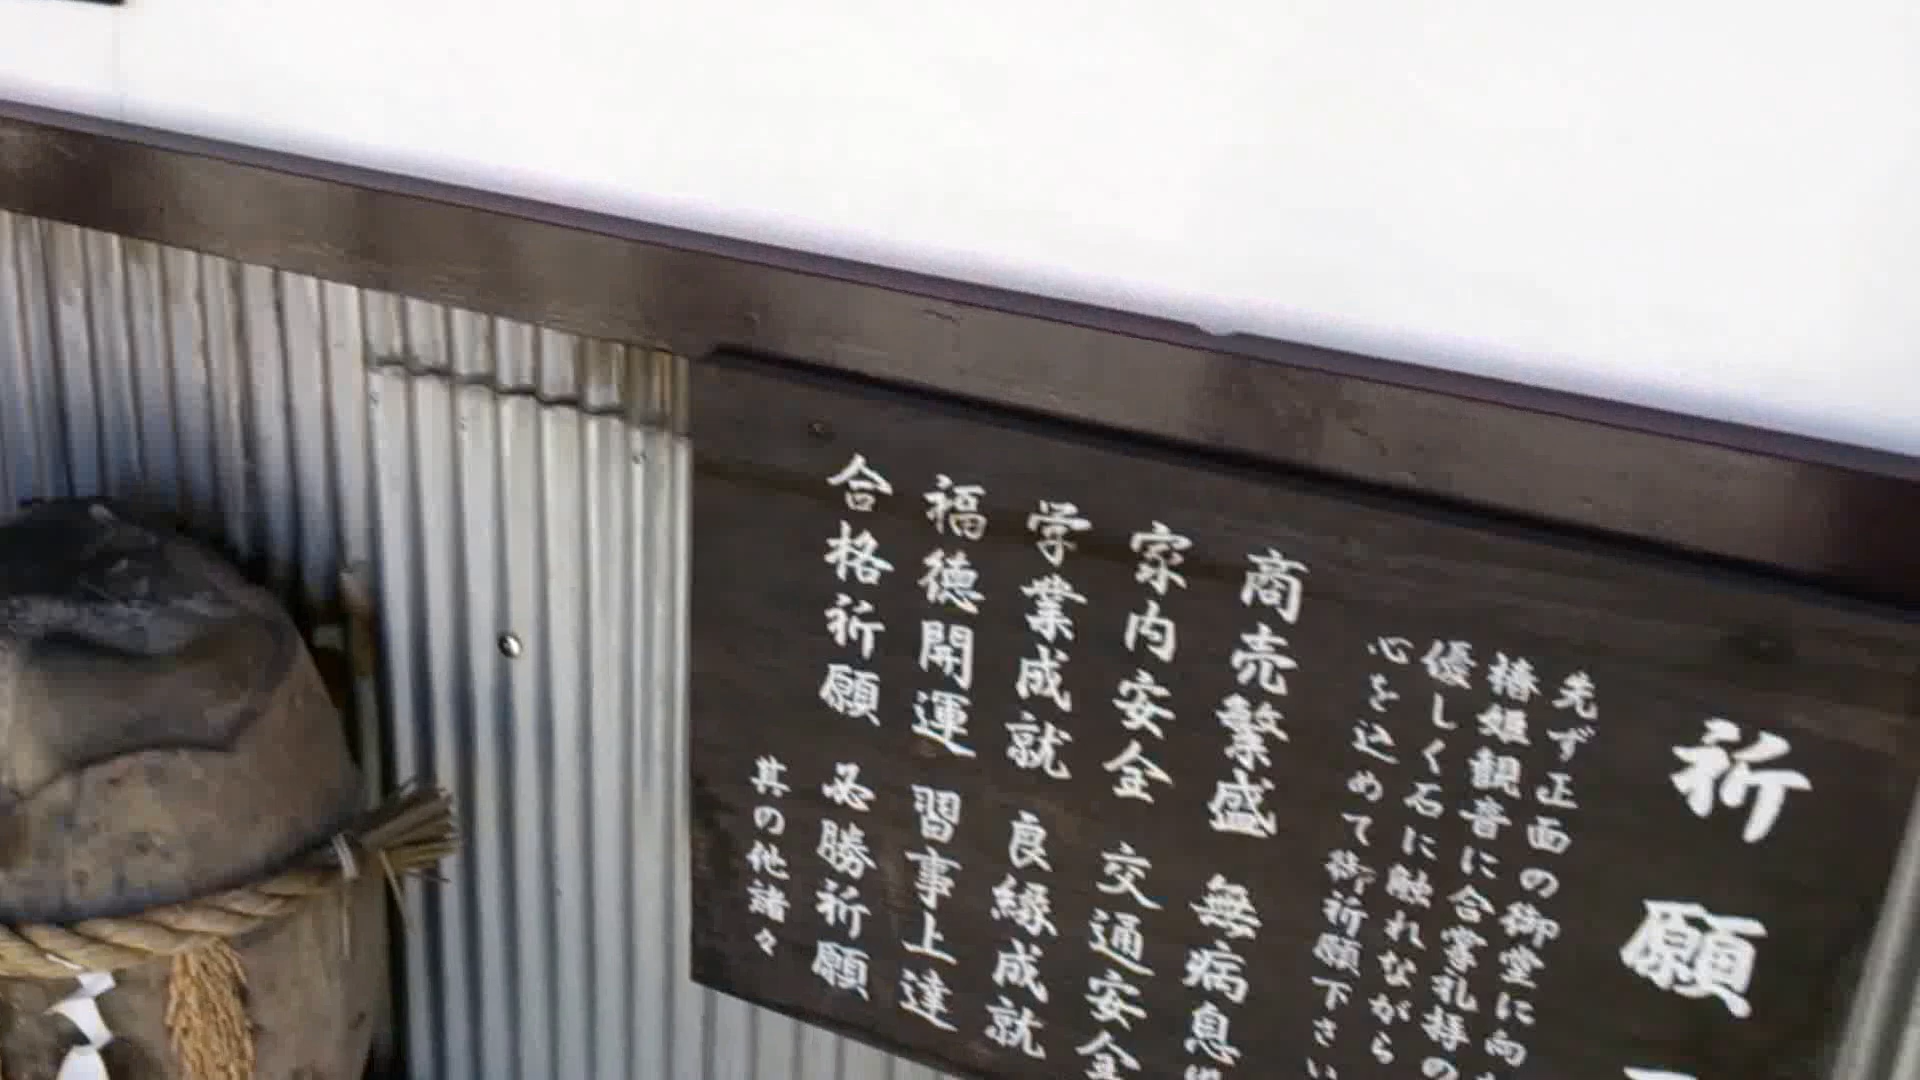 祈願
先ず正面の御堂に向
椿姫観音に合掌礼拝の
優しく石に触れながら
心を込めて御祈願下さい
商売繁盛 無病息
家内安全 交通安全
学業成就 良縁成就
福徳開運 習事上達
合格祈願 必勝祈願
其の他諸々